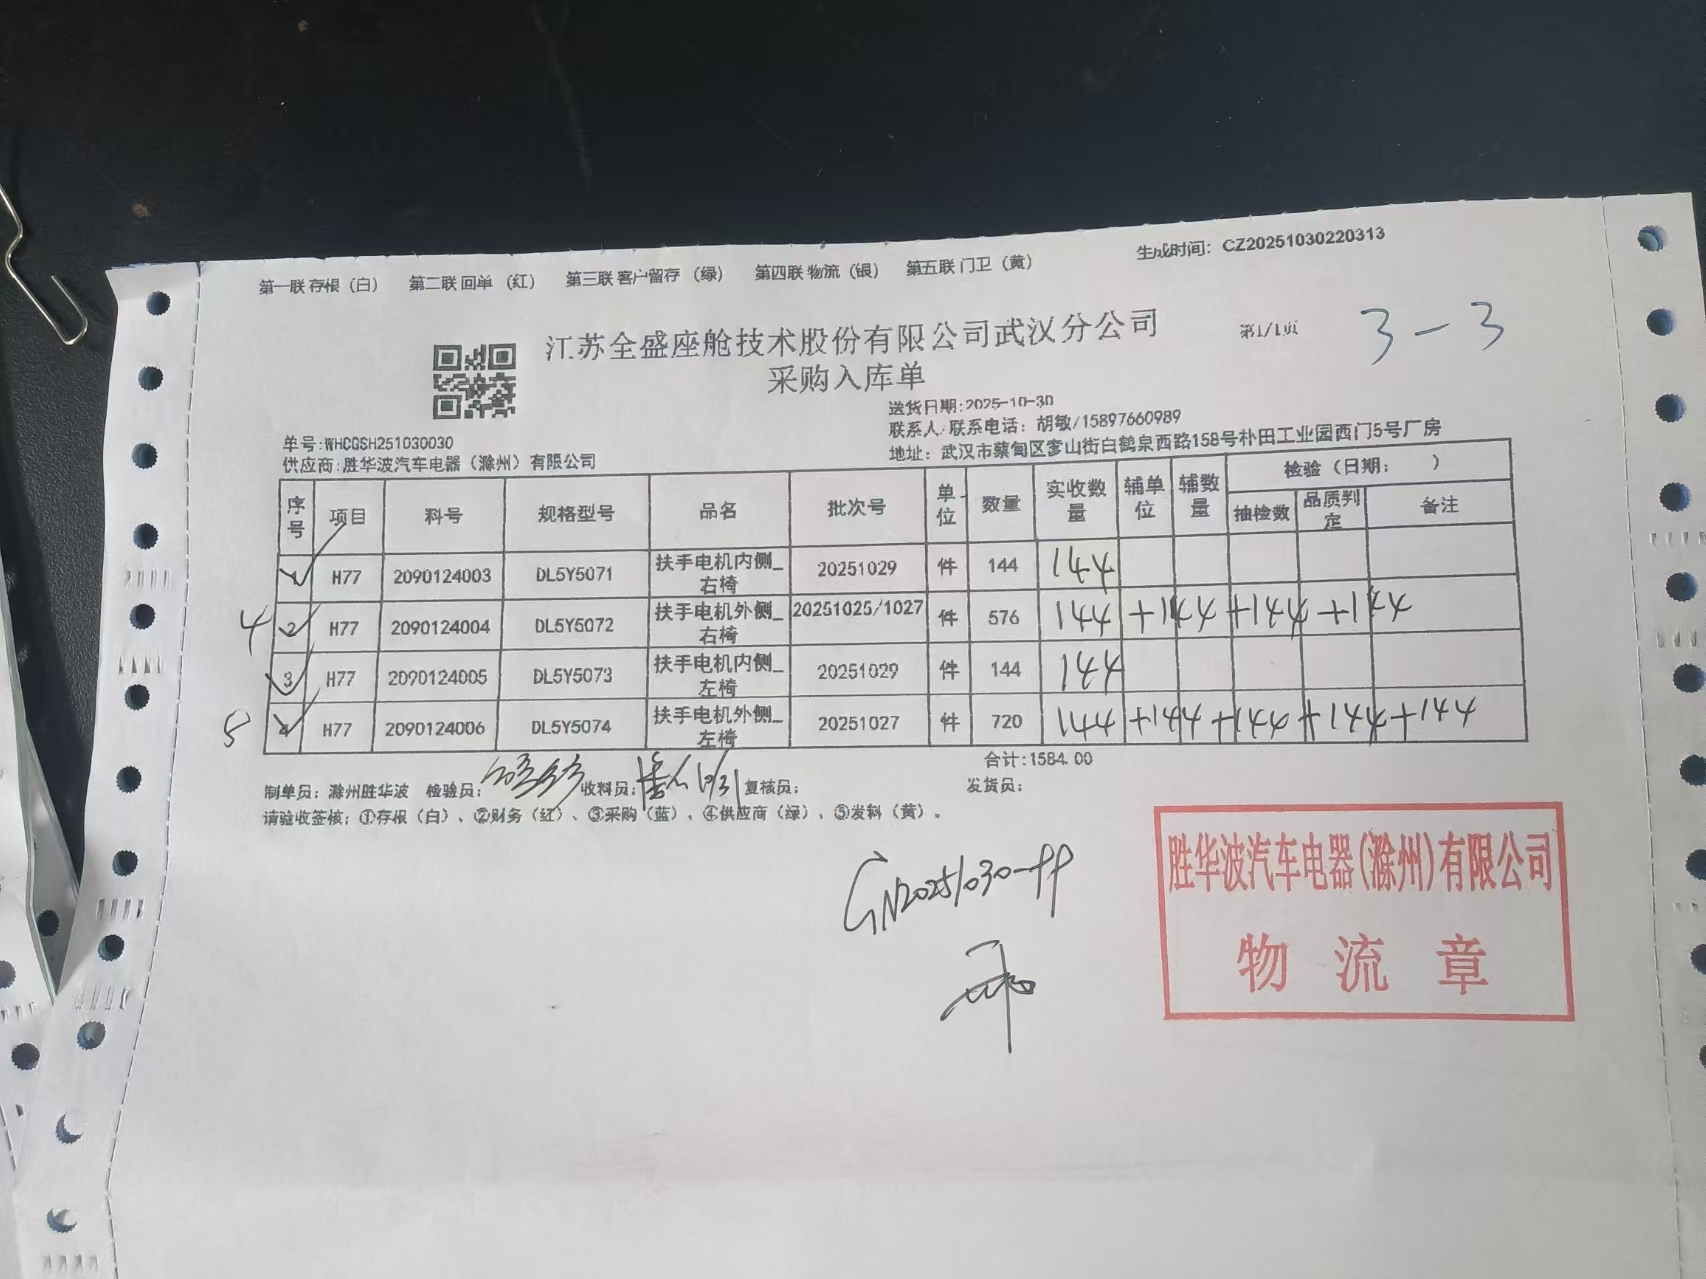 第一联 存根（白） 第二联 回单 （红） 第三联 客户留存 （绿） 第四联 物流（银） 第五联 门卫（黄） 生成时间：CZ20251030220313
江苏全盛座舱技术股份有限公司武汉分公司 第1/1页 3-3
采购入库单
送货日期:2025-10-30
单号:WHCGSH251030030 联系人/联系电话：胡敏/15897660989
供应商:胜华波汽车电器（滁州）有限公司 地址：武汉市蔡甸区奓山街白鹤泉西路158号朴田工业园西门5号厂房
序号 项目 料号 规格型号 品名 批次号 单位 数量 实收数量 辅单位 辅数量 检验（日期： ） 抽检数 品质判定 备注
1 H77 2090124003 DL5Y5071 扶手电机内侧_右椅 20251029 件 144 144
4 2 H77 2090124004 DL5Y5072 扶手电机外侧_右椅 20251025/1027 件 576 144 +144 +144 +144
3 H77 2090124005 DL5Y5073 扶手电机内侧_左椅 20251029 件 144 144
5 4 H77 2090124006 DL5Y5074 扶手电机外侧_左椅 20251027 件 720 144 +144 +144 +144 +144
合计:1584.00
制单员：滁州胜华波 检验员： 收料员： 10/31 复核员： 发货员：
请验收签核：①存根（白）、②财务（红）、③采购（蓝）、④供应商（绿）、⑤发料（黄）。
胜华波汽车电器(滁州)有限公司
物流章